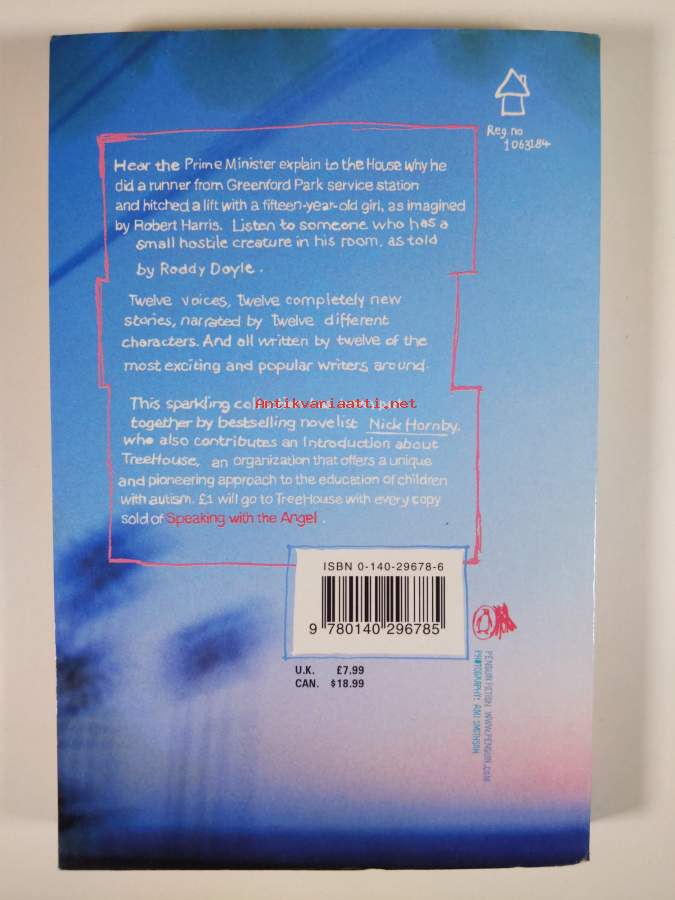 Reg. no
1063184
Hear the Prime Minister explain to the House why he
did a runner from Greenford Park service station
and hitched a lift with a fifteen-year-old girl, as imagined
by Robert Harris. Listen to someone who has a
small hostile creature in his room, as told
by Roddy Doyle.
Twelve voices, twelve completely new
stories, narrated by twelve different
characters. And all written by twelve of the
most exciting and popular writers around.
This sparkling
Antikvariaatti.net
together by bestselling novelist Nick Hornby,
who also contributes an Introduction about
TreeHouse, an organization that offers a unique
and pioneering approach to the education of children
with autism. £1 will go to TreeHouse with every copy
sold of Speaking with the Angel.
ISBN 0-140-29678-6
9 780140 296785
U.K. £7.99
CAN. $18.99
PENGUIN FICTION WWW.PENGUIN.COM
PHOTOGRAPHY: